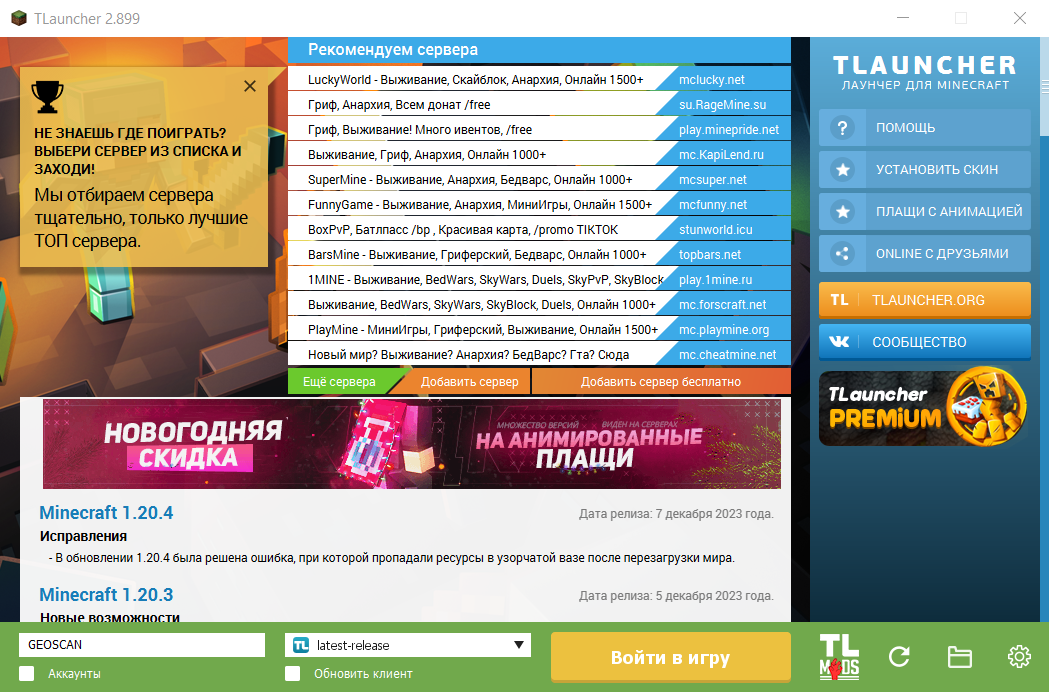 TLauncher 2.899
НЕ ЗНАЕШЬ ГДЕ ПОИГРАТЬ?
ВЫБЕРИ СЕРВЕР ИЗ СПИСКА И
ЗАХОДИ!
Мы отбираем сервера
тщательно, только лучшие
ТОП сервера.
Рекомендуем сервера
LuckyWorld - Выживание, Скайблок, Анархия, Онлайн 1500+ mclucky.net
Гриф, Анархия, Всем донат /free su.RageMine.su
Гриф, Выживание! Много ивентов, /free play.minepride.net
Выживание, Гриф, Анархия, Онлайн 1000+ mc.KapiLend.ru
SuperMine - Выживание, Анархия, Бедварс, Онлайн 1000+ mcsuper.net
FunnyGame - Выживание, Анархия, МиниИгры, Онлайн 1500+ mcfunny.net
BoxPvP, Батлпасс /bp , Красивая карта, /promo TIKTOK stunworld.icu
BarsMine - Выживание, Гриферский, Бедварс, Онлайн 1000+ topbars.net
1MINE - Выживание, BedWars, SkyWars, Duels, SkyPvP, SkyBlock play.1mine.ru
Выживание, BedWars, SkyWars, SkyBlock, Duels, Онлайн 1000+ mc.forscraft.net
PlayMine - МиниИгры, Гриферский, Выживание, Онлайн 1500+ mc.playmine.org
Новый мир? Выживание? Анархия? БедВарс? Гта? Сюда mc.cheatmine.net
Ещё сервера Добавить сервер Добавить сервер бесплатно
НОВОГОДНЯЯ
СКИДКА
МНОЖЕСТВО ВЕРСИЙ ВИДЕН НА СЕРВЕРАХ
НА АНИМИРОВАННЫЕ
ПЛАЩИ
Minecraft 1.20.4 Дата релиза: 7 декабря 2023 года.
Исправления
- В обновлении 1.20.4 была решена ошибка, при которой пропадали ресурсы в узорчатой вазе после перезагрузки мира.
Minecraft 1.20.3 Дата релиза: 5 декабря 2023 года.
Новые возможности
TLAUNCHER
ЛАУНЧЕР ДЛЯ MINECRAFT
? ПОМОЩЬ
УСТАНОВИТЬ СКИН
ПЛАЩИ С АНИМАЦИЕЙ
ONLINE С ДРУЗЬЯМИ
TL TLAUNCHER.ORG
СООБЩЕСТВО
TLauncher
PREMIUM
GEOSCAN
Аккаунты
TL latest-release
Обновить клиент
Войти в игру
TL
MODS